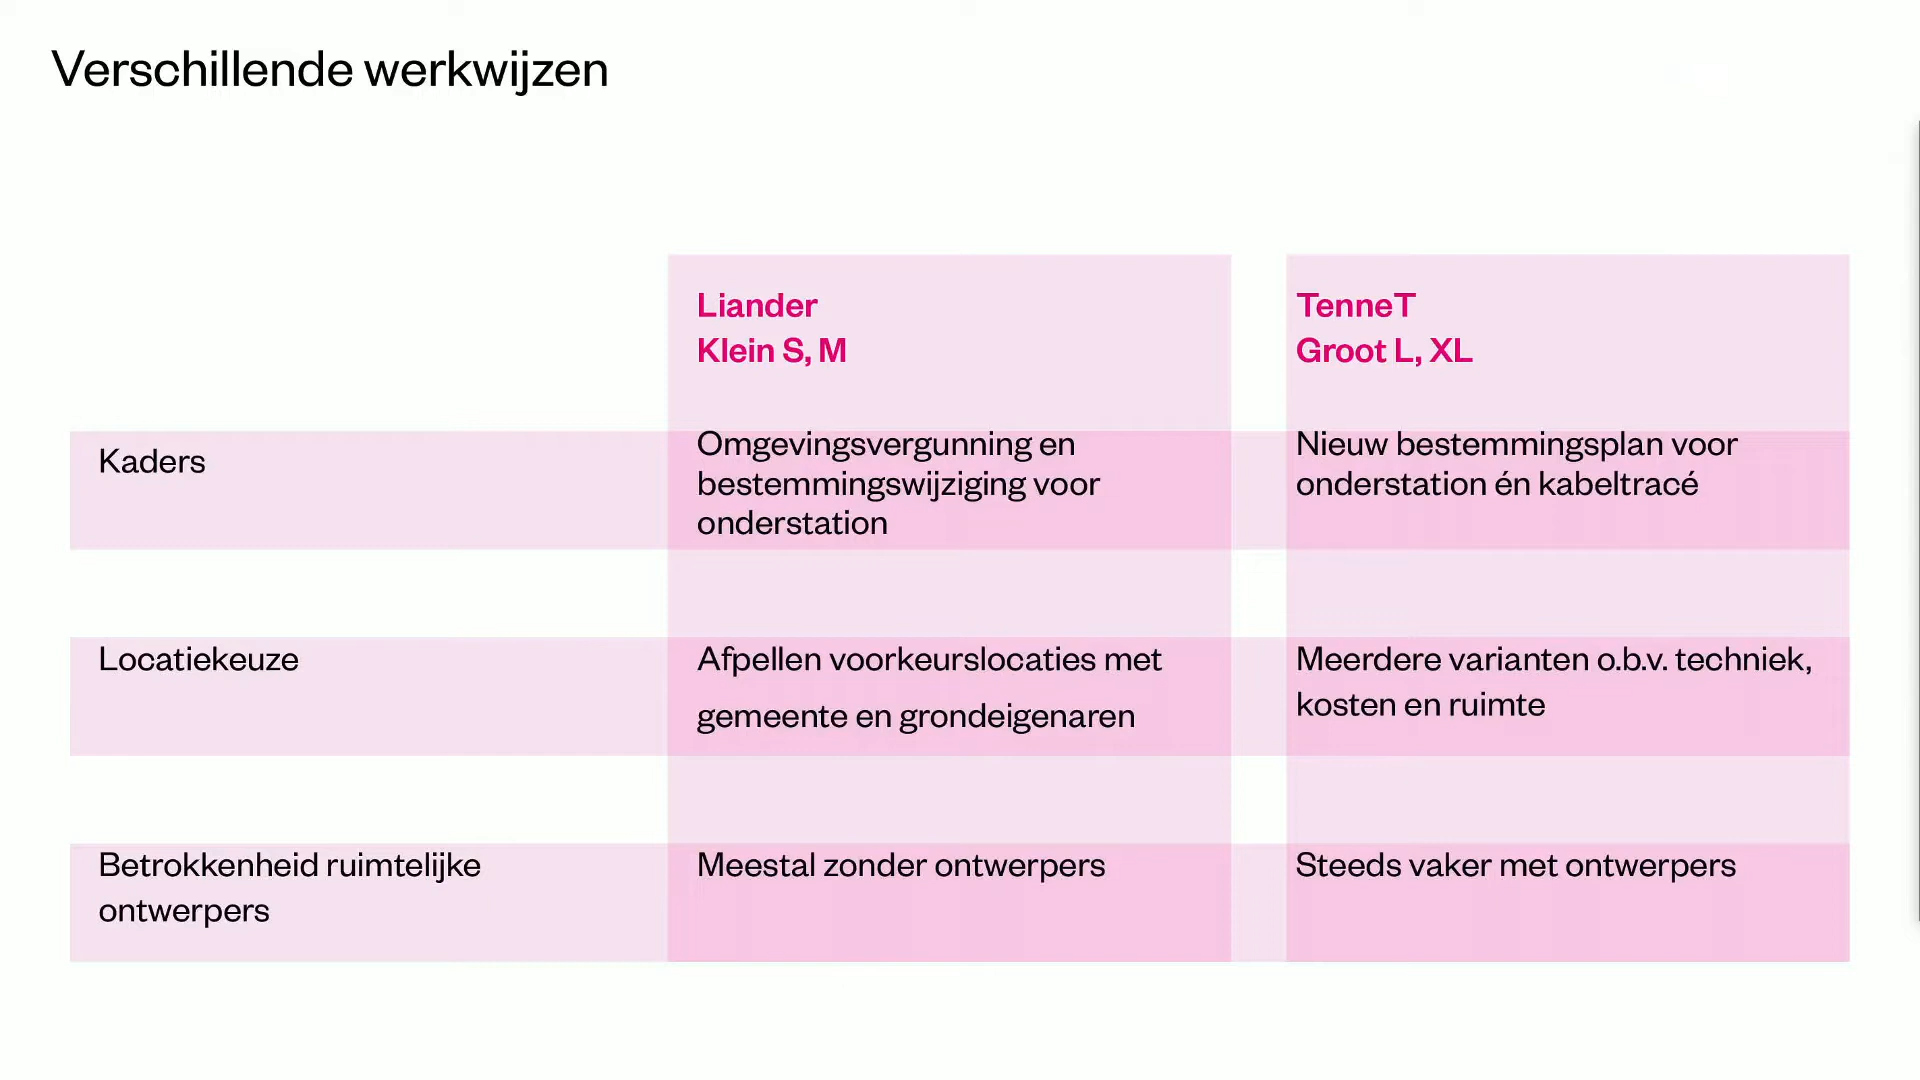 Verschillende werkwijzen
Liander
Klein S, M
TenneT
Groot L, XL
Kaders
Omgevingsvergunning en
bestemmingswijziging voor
onderstation
Nieuw bestemmingsplan voor
onderstation én kabeltracé
Locatiekeuze
Afpellen voorkeurslocaties met
gemeente en grondeigenaren
Meerdere varianten o.b.v. techniek,
kosten en ruimte
Betrokkenheid ruimtelijke
ontwerpers
Meestal zonder ontwerpers
Steeds vaker met ontwerpers